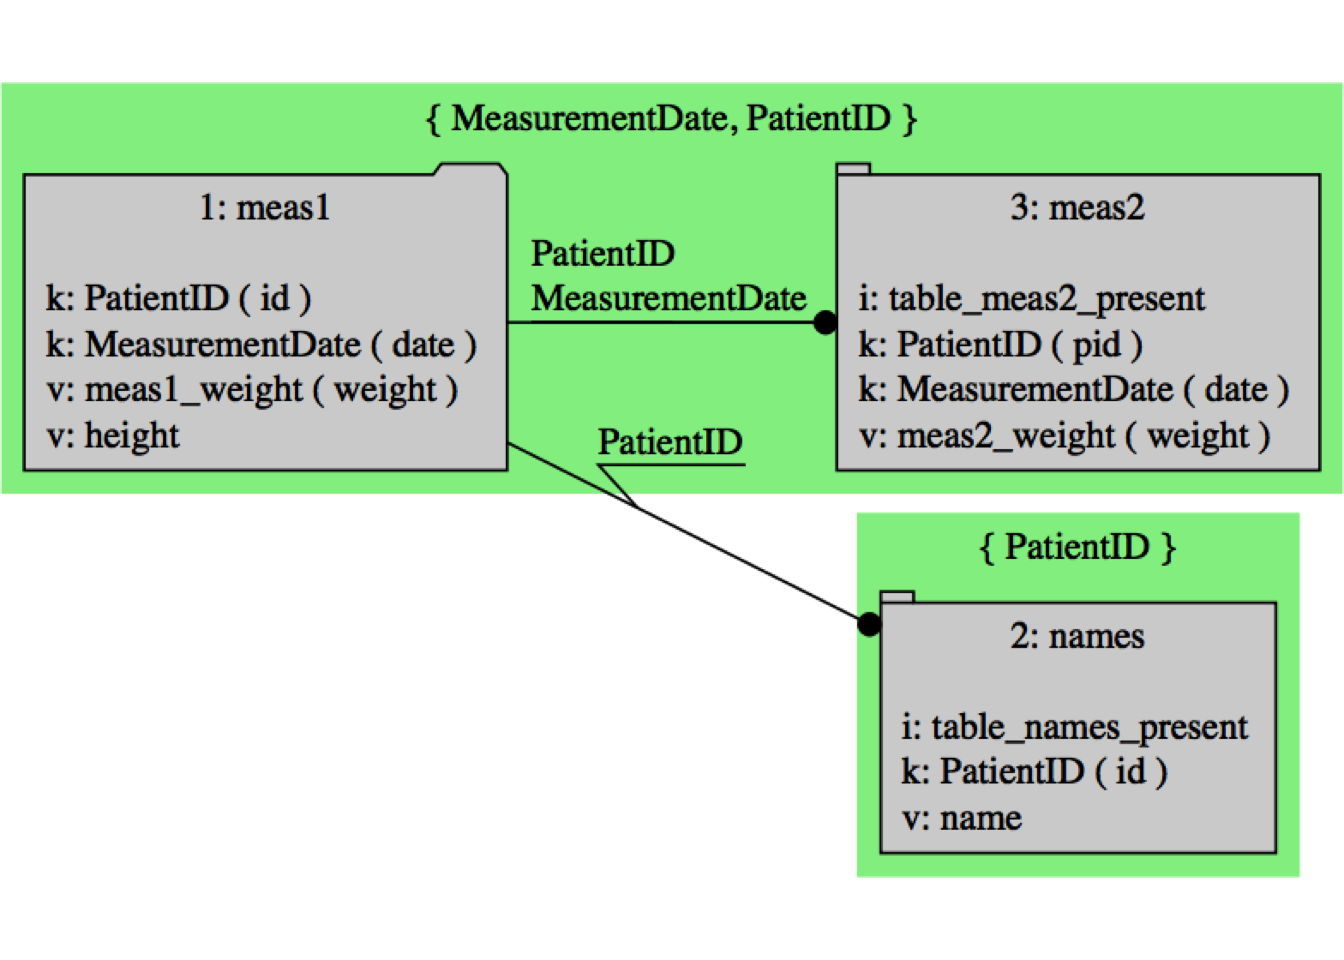 { MeasurementDate, PatientID }
1: meas1
k: PatientID ( id )
k: MeasurementDate ( date )
v: meas1_weight ( weight )
v: height
PatientID
MeasurementDate
3: meas2
i: table_meas2_present
k: PatientID ( pid )
k: MeasurementDate ( date )
v: meas2_weight ( weight )
PatientID
{ PatientID }
2: names
i: table_names_present
k: PatientID ( id )
v: name